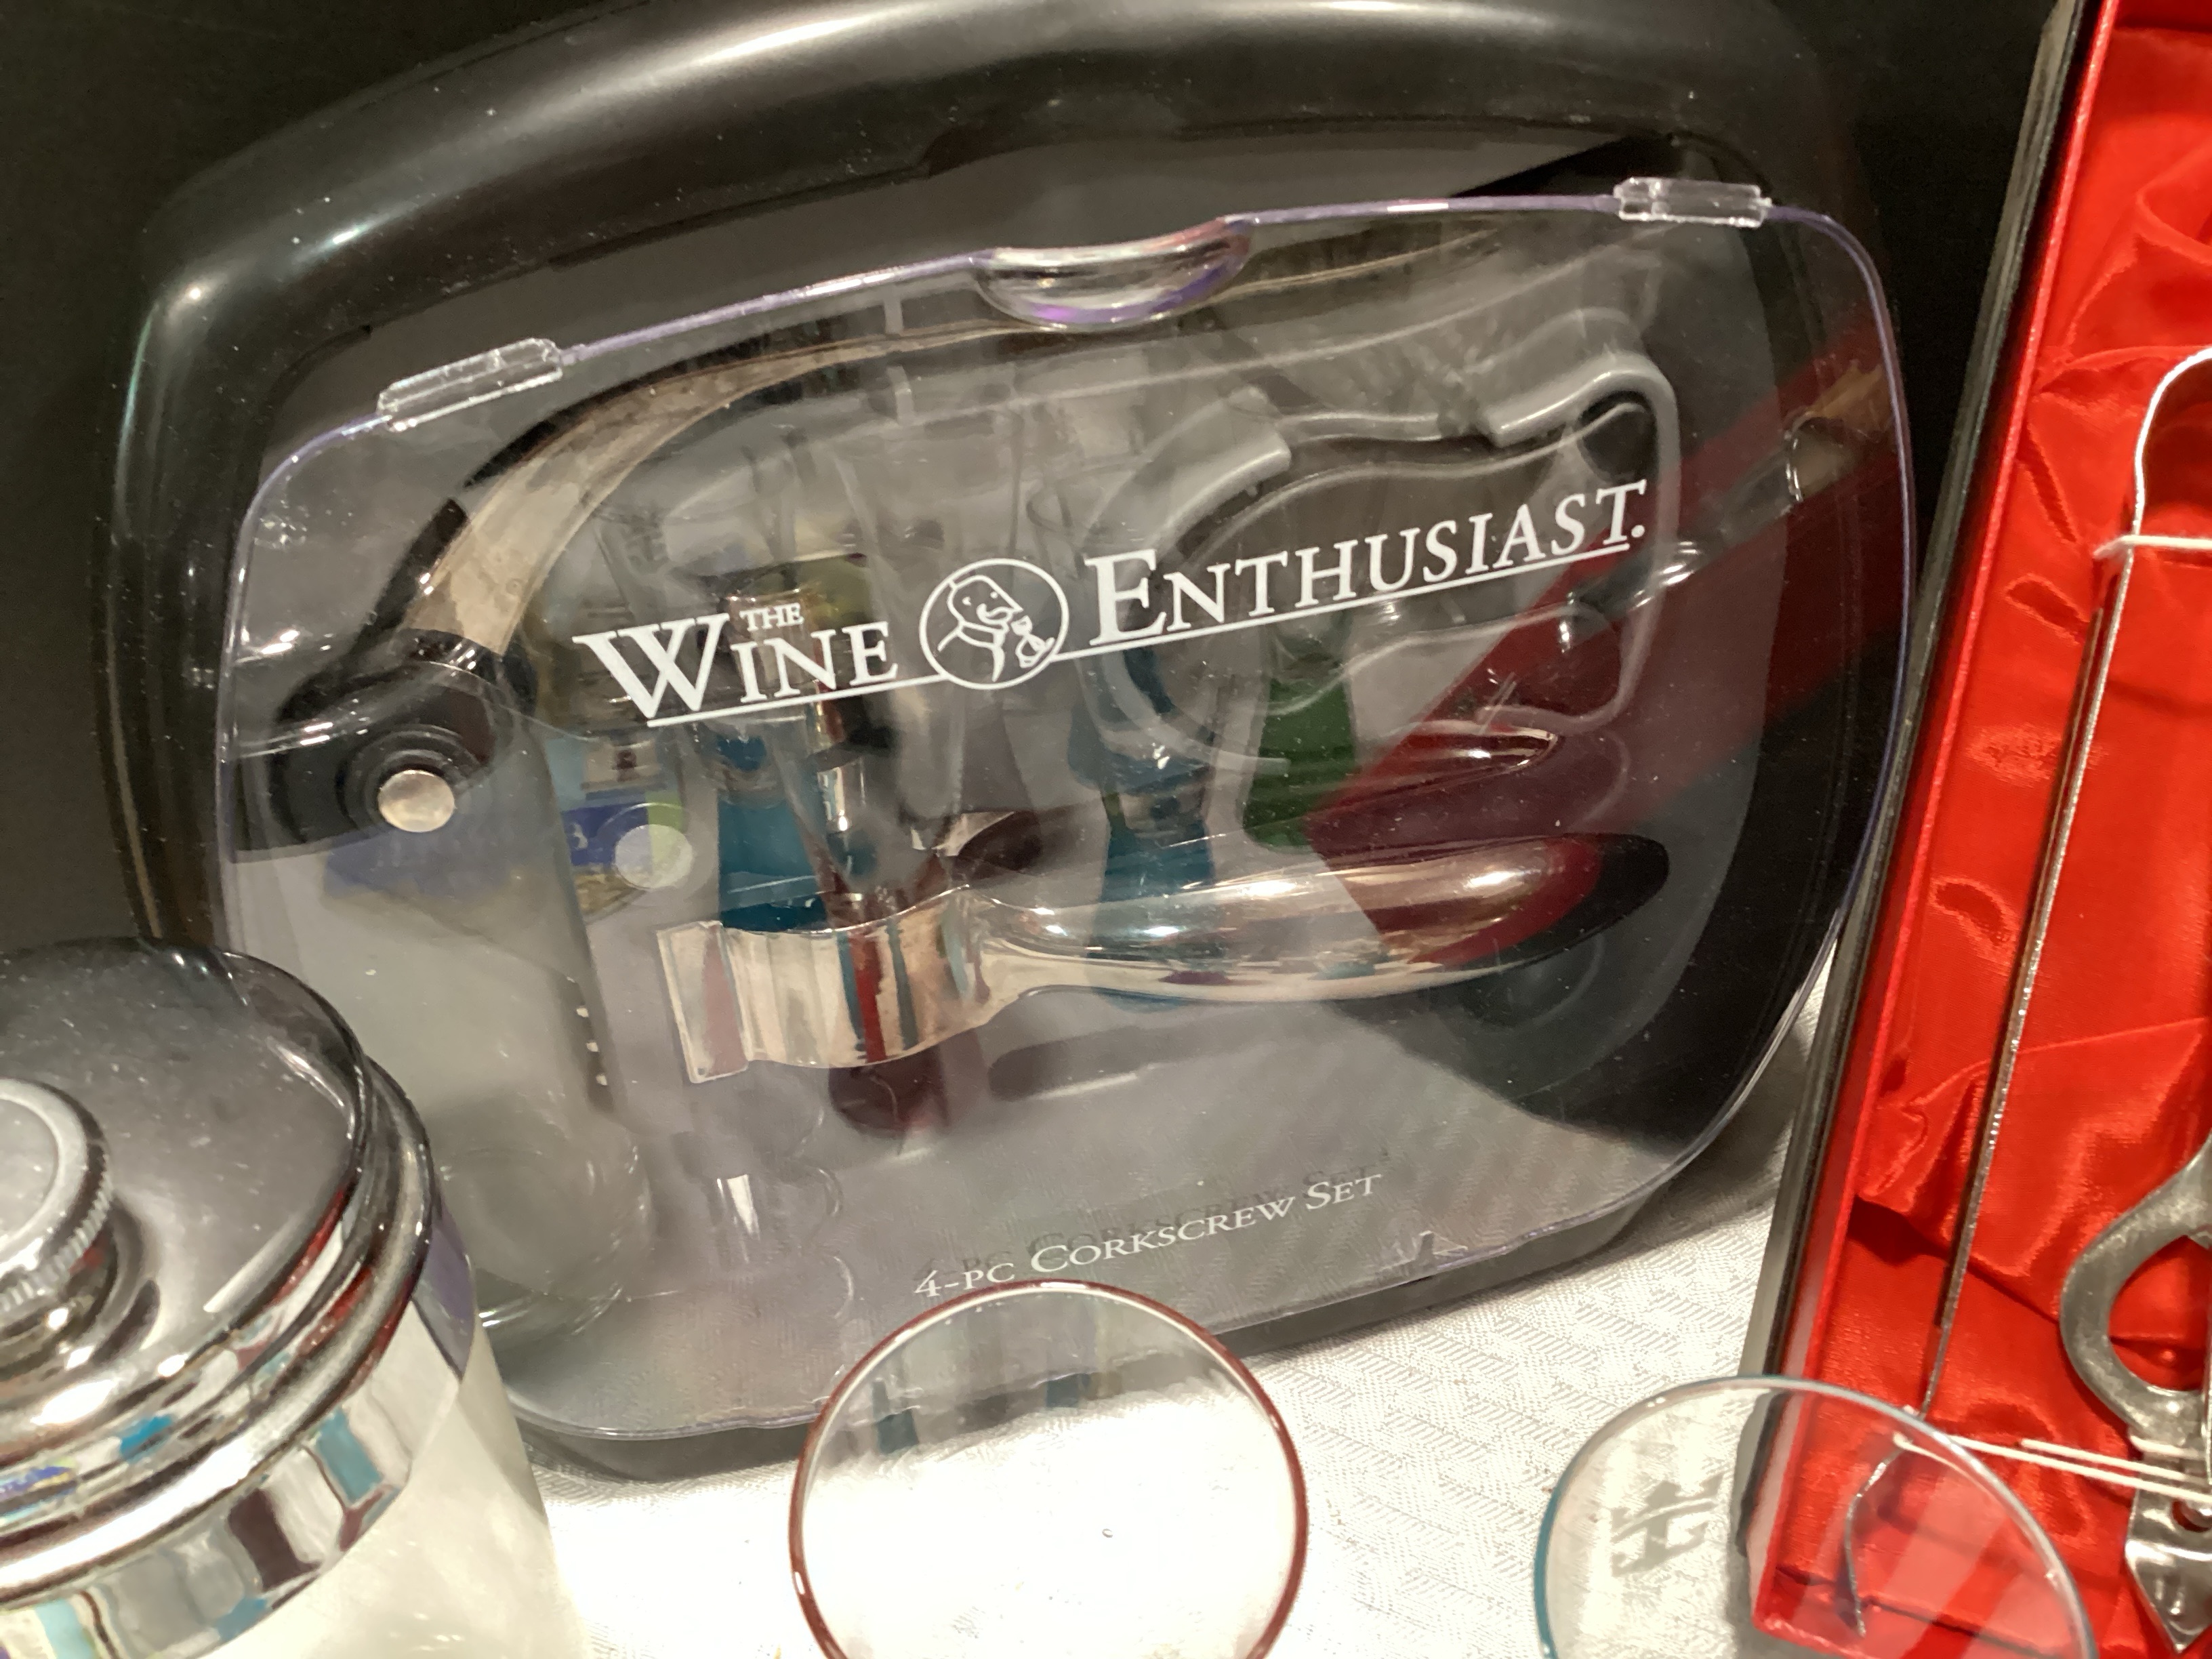 THE
WINE ENTHUSIAST.
4-PC CORKSCREW SET